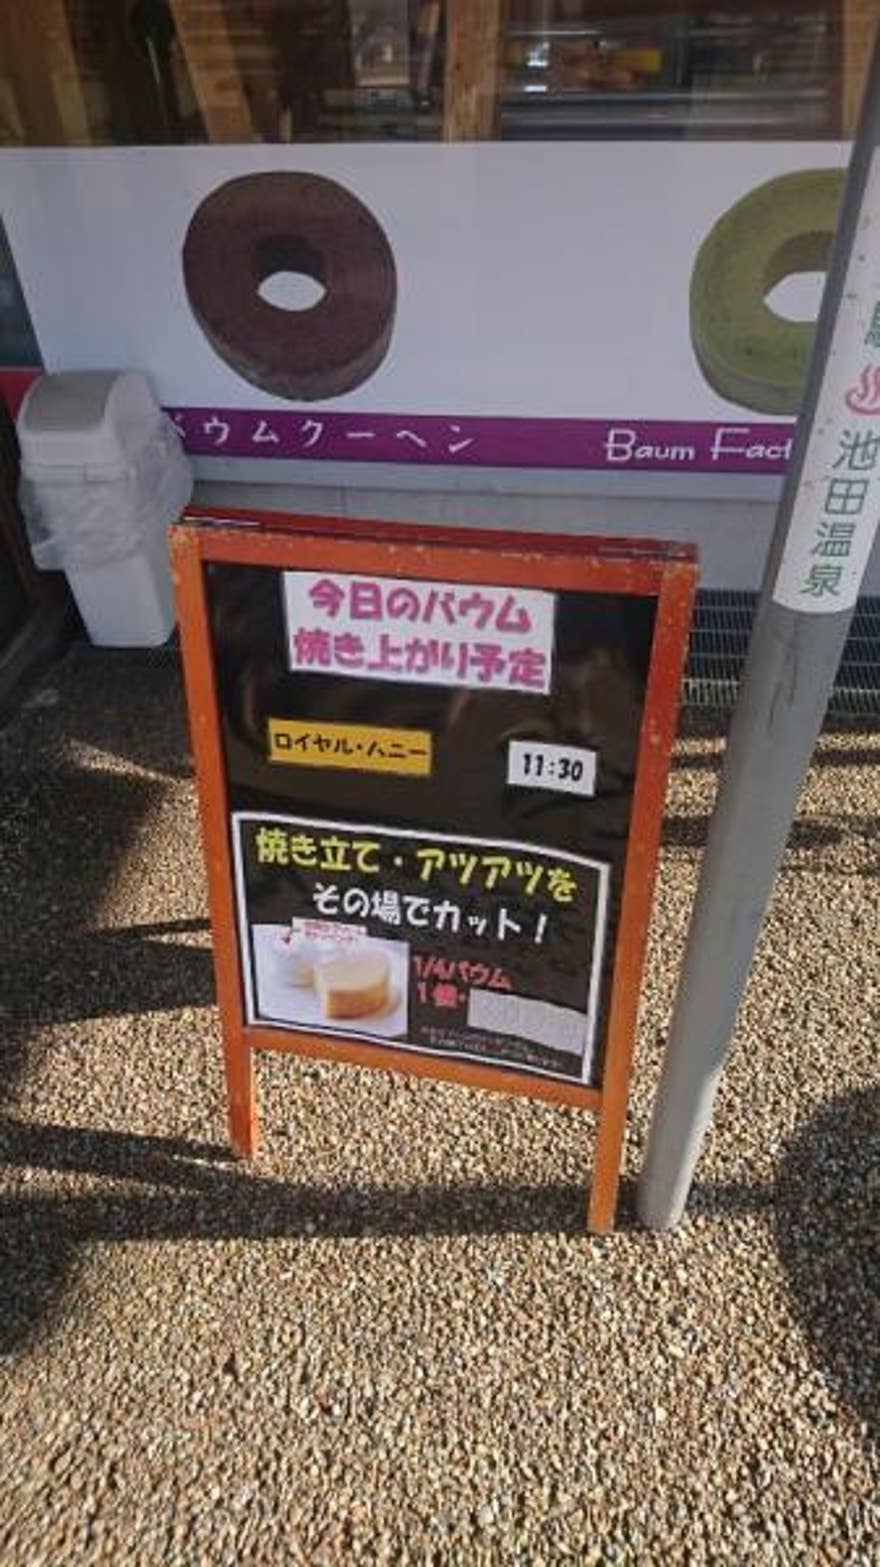 バウムクーヘン
Baum Fact
池田温泉
今日のバウム
焼き上がり予定
ロイヤル・ハニー
11:30
焼き立て・アツアツを
その場でカット!
1/4バウム
1個